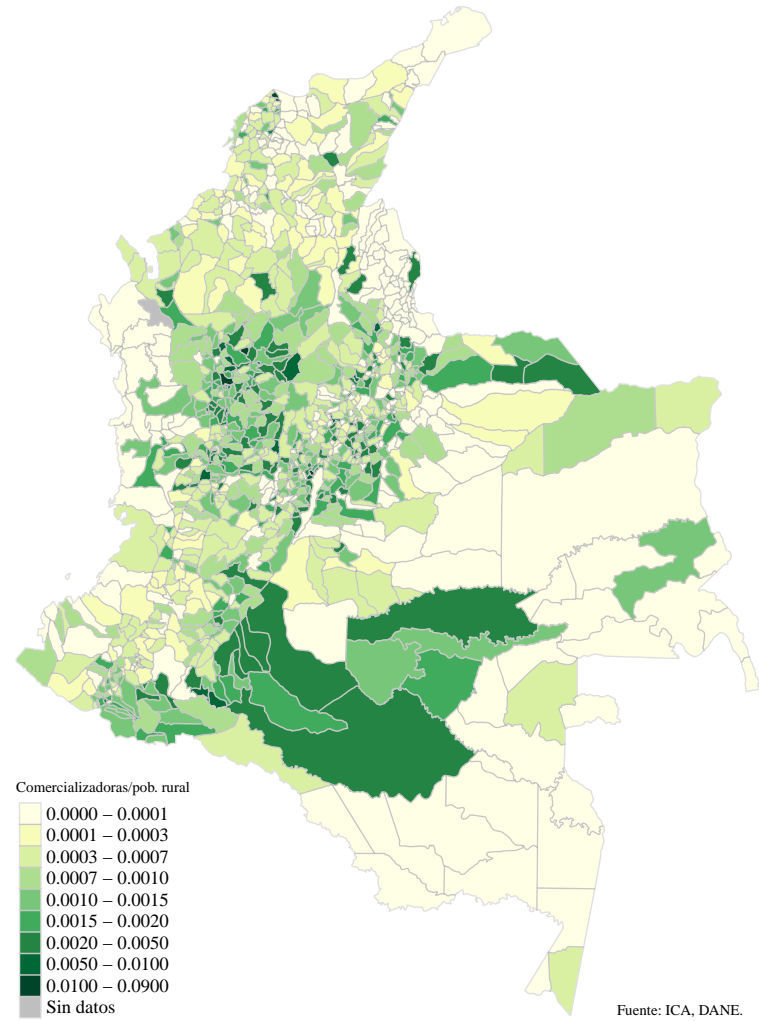 Comercializadoras/pob. rural
0.0000 – 0.0001
0.0001 – 0.0003
0.0003 – 0.0007
0.0007 – 0.0010
0.0010 – 0.0015
0.0015 – 0.0020
0.0020 – 0.0050
0.0050 – 0.0100
0.0100 – 0.0900
Sin datos
Fuente: ICA, DANE.